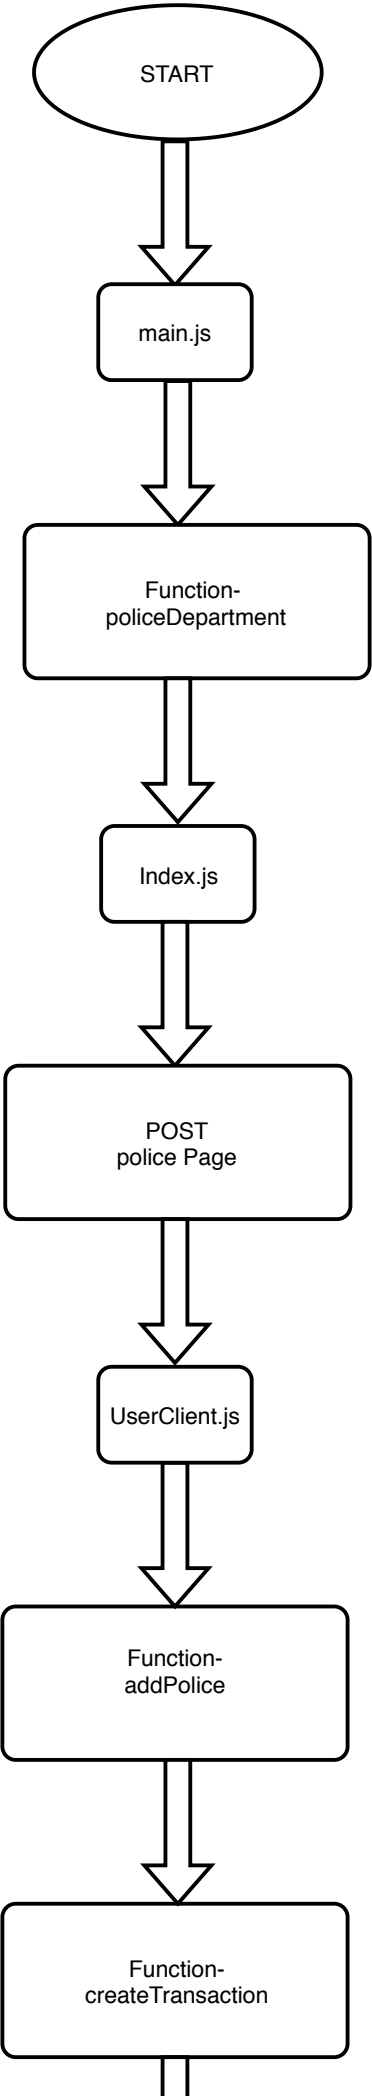 START
main.js
Function-
policeDepartment
Index.js
POST
police Page
UserClient.js
Function-
addPolice
Function-
createTransaction